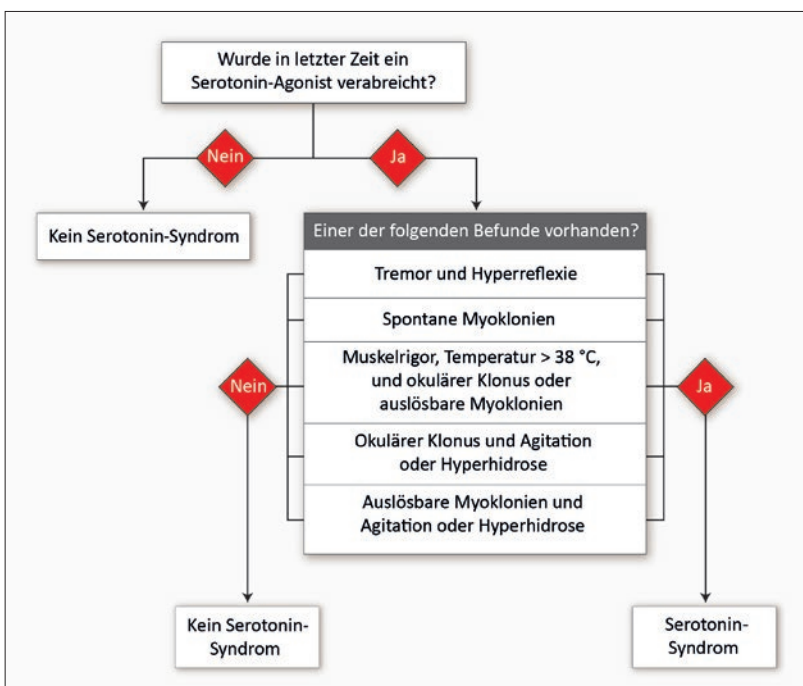 Wurde in letzter Zeit ein
Serotonin-Agonist verabreicht?
Nein
Ja
Kein Serotonin-Syndrom
Einer der folgenden Befunde vorhanden?
Tremor und Hyperreflexie
Spontane Myoklonien
Muskelrigor, Temperatur > 38 °C,
und okulärer Klonus oder
auslösbare Myoklonien
Nein
Ja
Okulärer Klonus und Agitation
oder Hyperhidrose
Auslösbare Myoklonien und
Agitation oder Hyperhidrose
Kein Serotonin-
Syndrom
Serotonin-
Syndrom